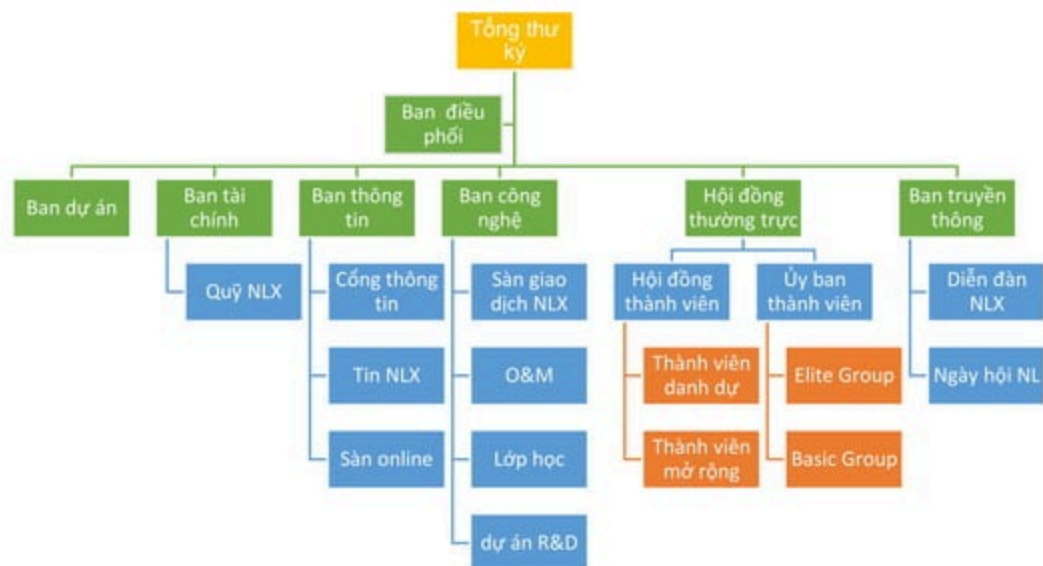 Tổng thư
ký
Ban điều
phối
Ban dự án
Ban tài
chính
Ban thông
tin
Ban công
nghệ
Hội đồng
thường trực
Ban truyền
thông
Quỹ NLX
Cổng thông
tin
Sàn giao
dịch NLX
Hội đồng
thành viên
Ủy ban
thành viên
Diễn đàn
NLX
Tin NLX
O&M
Thành viên
danh dự
Elite Group
Ngày hội NL
Sàn online
Lớp học
Thành viên
mở rộng
Basic Group
dự án R&D